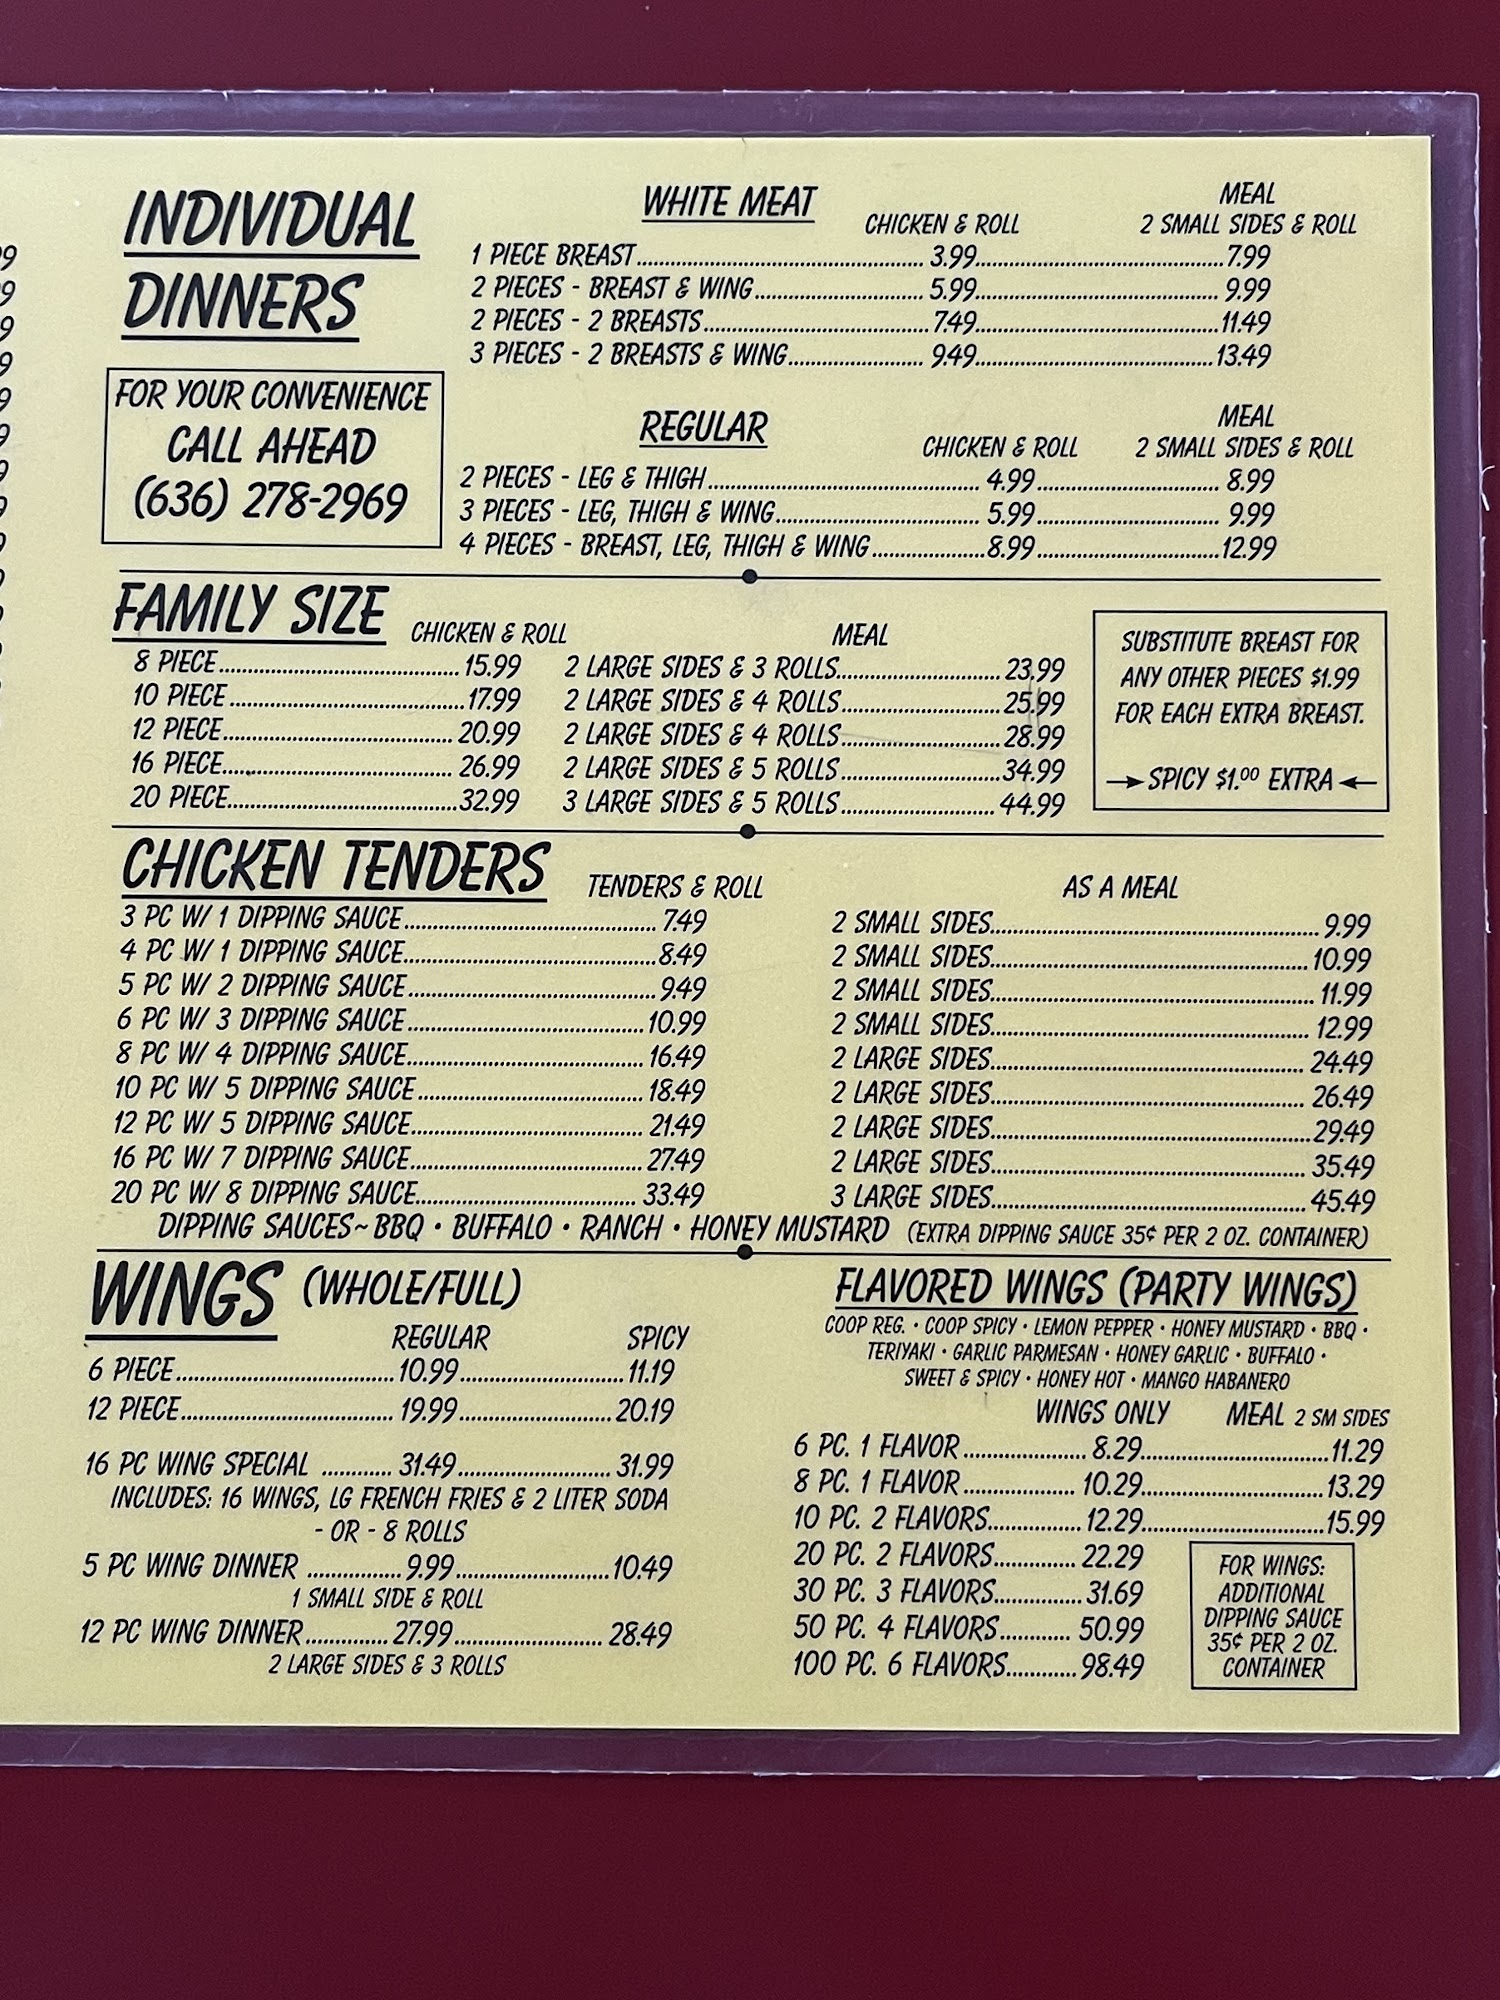 INDIVIDUAL
DINNERS
FOR YOUR CONVENIENCE
CALL AHEAD
(636) 278-2969
WHITE MEAT
CHICKEN & ROLL
MEAL
2 SMALL SIDES & ROLL
1 PIECE BREAST 3.99 7.99
2 PIECES - BREAST & WING 5.99 9.99
2 PIECES - 2 BREASTS 7.49 11.49
3 PIECES - 2 BREASTS & WING 9.49 13.49
REGULAR
CHICKEN & ROLL
MEAL
2 SMALL SIDES & ROLL
2 PIECES - LEG & THIGH 4.99 8.99
3 PIECES - LEG, THIGH & WING 5.99 9.99
4 PIECES - BREAST, LEG, THIGH & WING 8.99 12.99
FAMILY SIZE CHICKEN & ROLL MEAL
8 PIECE 15.99 2 LARGE SIDES & 3 ROLLS 23.99
10 PIECE 17.99 2 LARGE SIDES & 4 ROLLS 25.99
12 PIECE 20.99 2 LARGE SIDES & 4 ROLLS 28.99
16 PIECE 26.99 2 LARGE SIDES & 5 ROLLS 34.99
20 PIECE 32.99 3 LARGE SIDES & 5 ROLLS 44.99
SUBSTITUTE BREAST FOR
ANY OTHER PIECES $1.99
FOR EACH EXTRA BREAST.
→ SPICY $1.00 EXTRA ←
CHICKEN TENDERS TENDERS & ROLL AS A MEAL
3 PC W/ 1 DIPPING SAUCE 7.49 2 SMALL SIDES 9.99
4 PC W/ 1 DIPPING SAUCE 8.49 2 SMALL SIDES 10.99
5 PC W/ 2 DIPPING SAUCE 9.49 2 SMALL SIDES 11.99
6 PC W/ 3 DIPPING SAUCE 10.99 2 SMALL SIDES 12.99
8 PC W/ 4 DIPPING SAUCE 16.49 2 LARGE SIDES 24.49
10 PC W/ 5 DIPPING SAUCE 18.49 2 LARGE SIDES 26.49
12 PC W/ 5 DIPPING SAUCE 21.49 2 LARGE SIDES 29.49
16 PC W/ 7 DIPPING SAUCE 27.49 2 LARGE SIDES 35.49
20 PC W/ 8 DIPPING SAUCE 33.49 3 LARGE SIDES 45.49
DIPPING SAUCES~ BBQ • BUFFALO • RANCH • HONEY MUSTARD (EXTRA DIPPING SAUCE 35¢ PER 2 OZ. CONTAINER)
WINGS (WHOLE/FULL)
REGULAR SPICY
6 PIECE 10.99 11.19
12 PIECE 19.99 20.19
16 PC WING SPECIAL 31.49 31.99
INCLUDES: 16 WINGS, LG FRENCH FRIES & 2 LITER SODA
- OR - 8 ROLLS
5 PC WING DINNER 9.99 10.49
1 SMALL SIDE & ROLL
12 PC WING DINNER 27.99 28.49
2 LARGE SIDES & 3 ROLLS
FLAVORED WINGS (PARTY WINGS)
COOP REG. • COOP SPICY • LEMON PEPPER • HONEY MUSTARD • BBQ •
TERIYAKI • GARLIC PARMESAN • HONEY GARLIC • BUFFALO •
SWEET & SPICY • HONEY HOT • MANGO HABANERO
WINGS ONLY MEAL 2 SM SIDES
6 PC. 1 FLAVOR 8.29 11.29
8 PC. 1 FLAVOR 10.29 13.29
10 PC. 2 FLAVORS 12.29 15.99
20 PC. 2 FLAVORS 22.29
30 PC. 3 FLAVORS 31.69
50 PC. 4 FLAVORS 50.99
100 PC. 6 FLAVORS 98.49
FOR WINGS:
ADDITIONAL
DIPPING SAUCE
35¢ PER 2 OZ.
CONTAINER